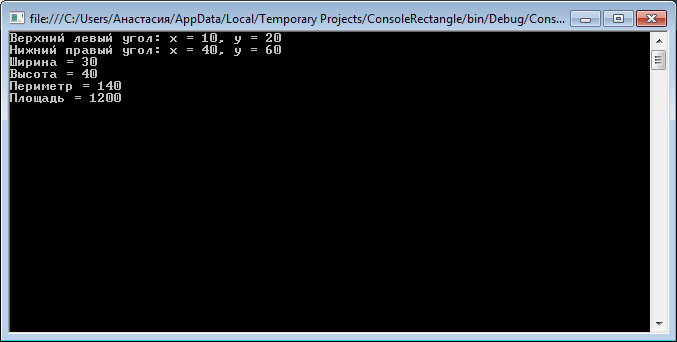 file:///C:/Users/Анастасия/AppData/Local/Temporary Projects/ConsoleRectangle/bin/Debug/Cons...
Верхний левый угол: x = 10, y = 20
Нижний правый угол: x = 40, y = 60
Ширина = 30
Высота = 40
Периметр = 140
Площадь = 1200